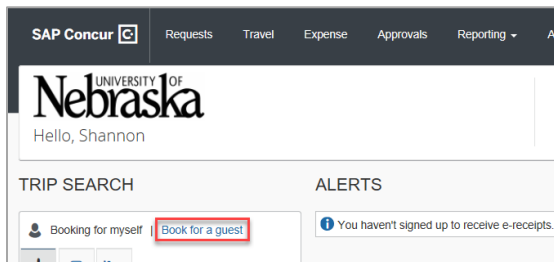 SAP Concur C Requests Travel Expense Approvals Reporting A
UNIVERSITY OF
Nebraska
Hello, Shannon
TRIP SEARCH ALERTS
Booking for myself | Book for a guest
You haven't signed up to receive e-receipts.